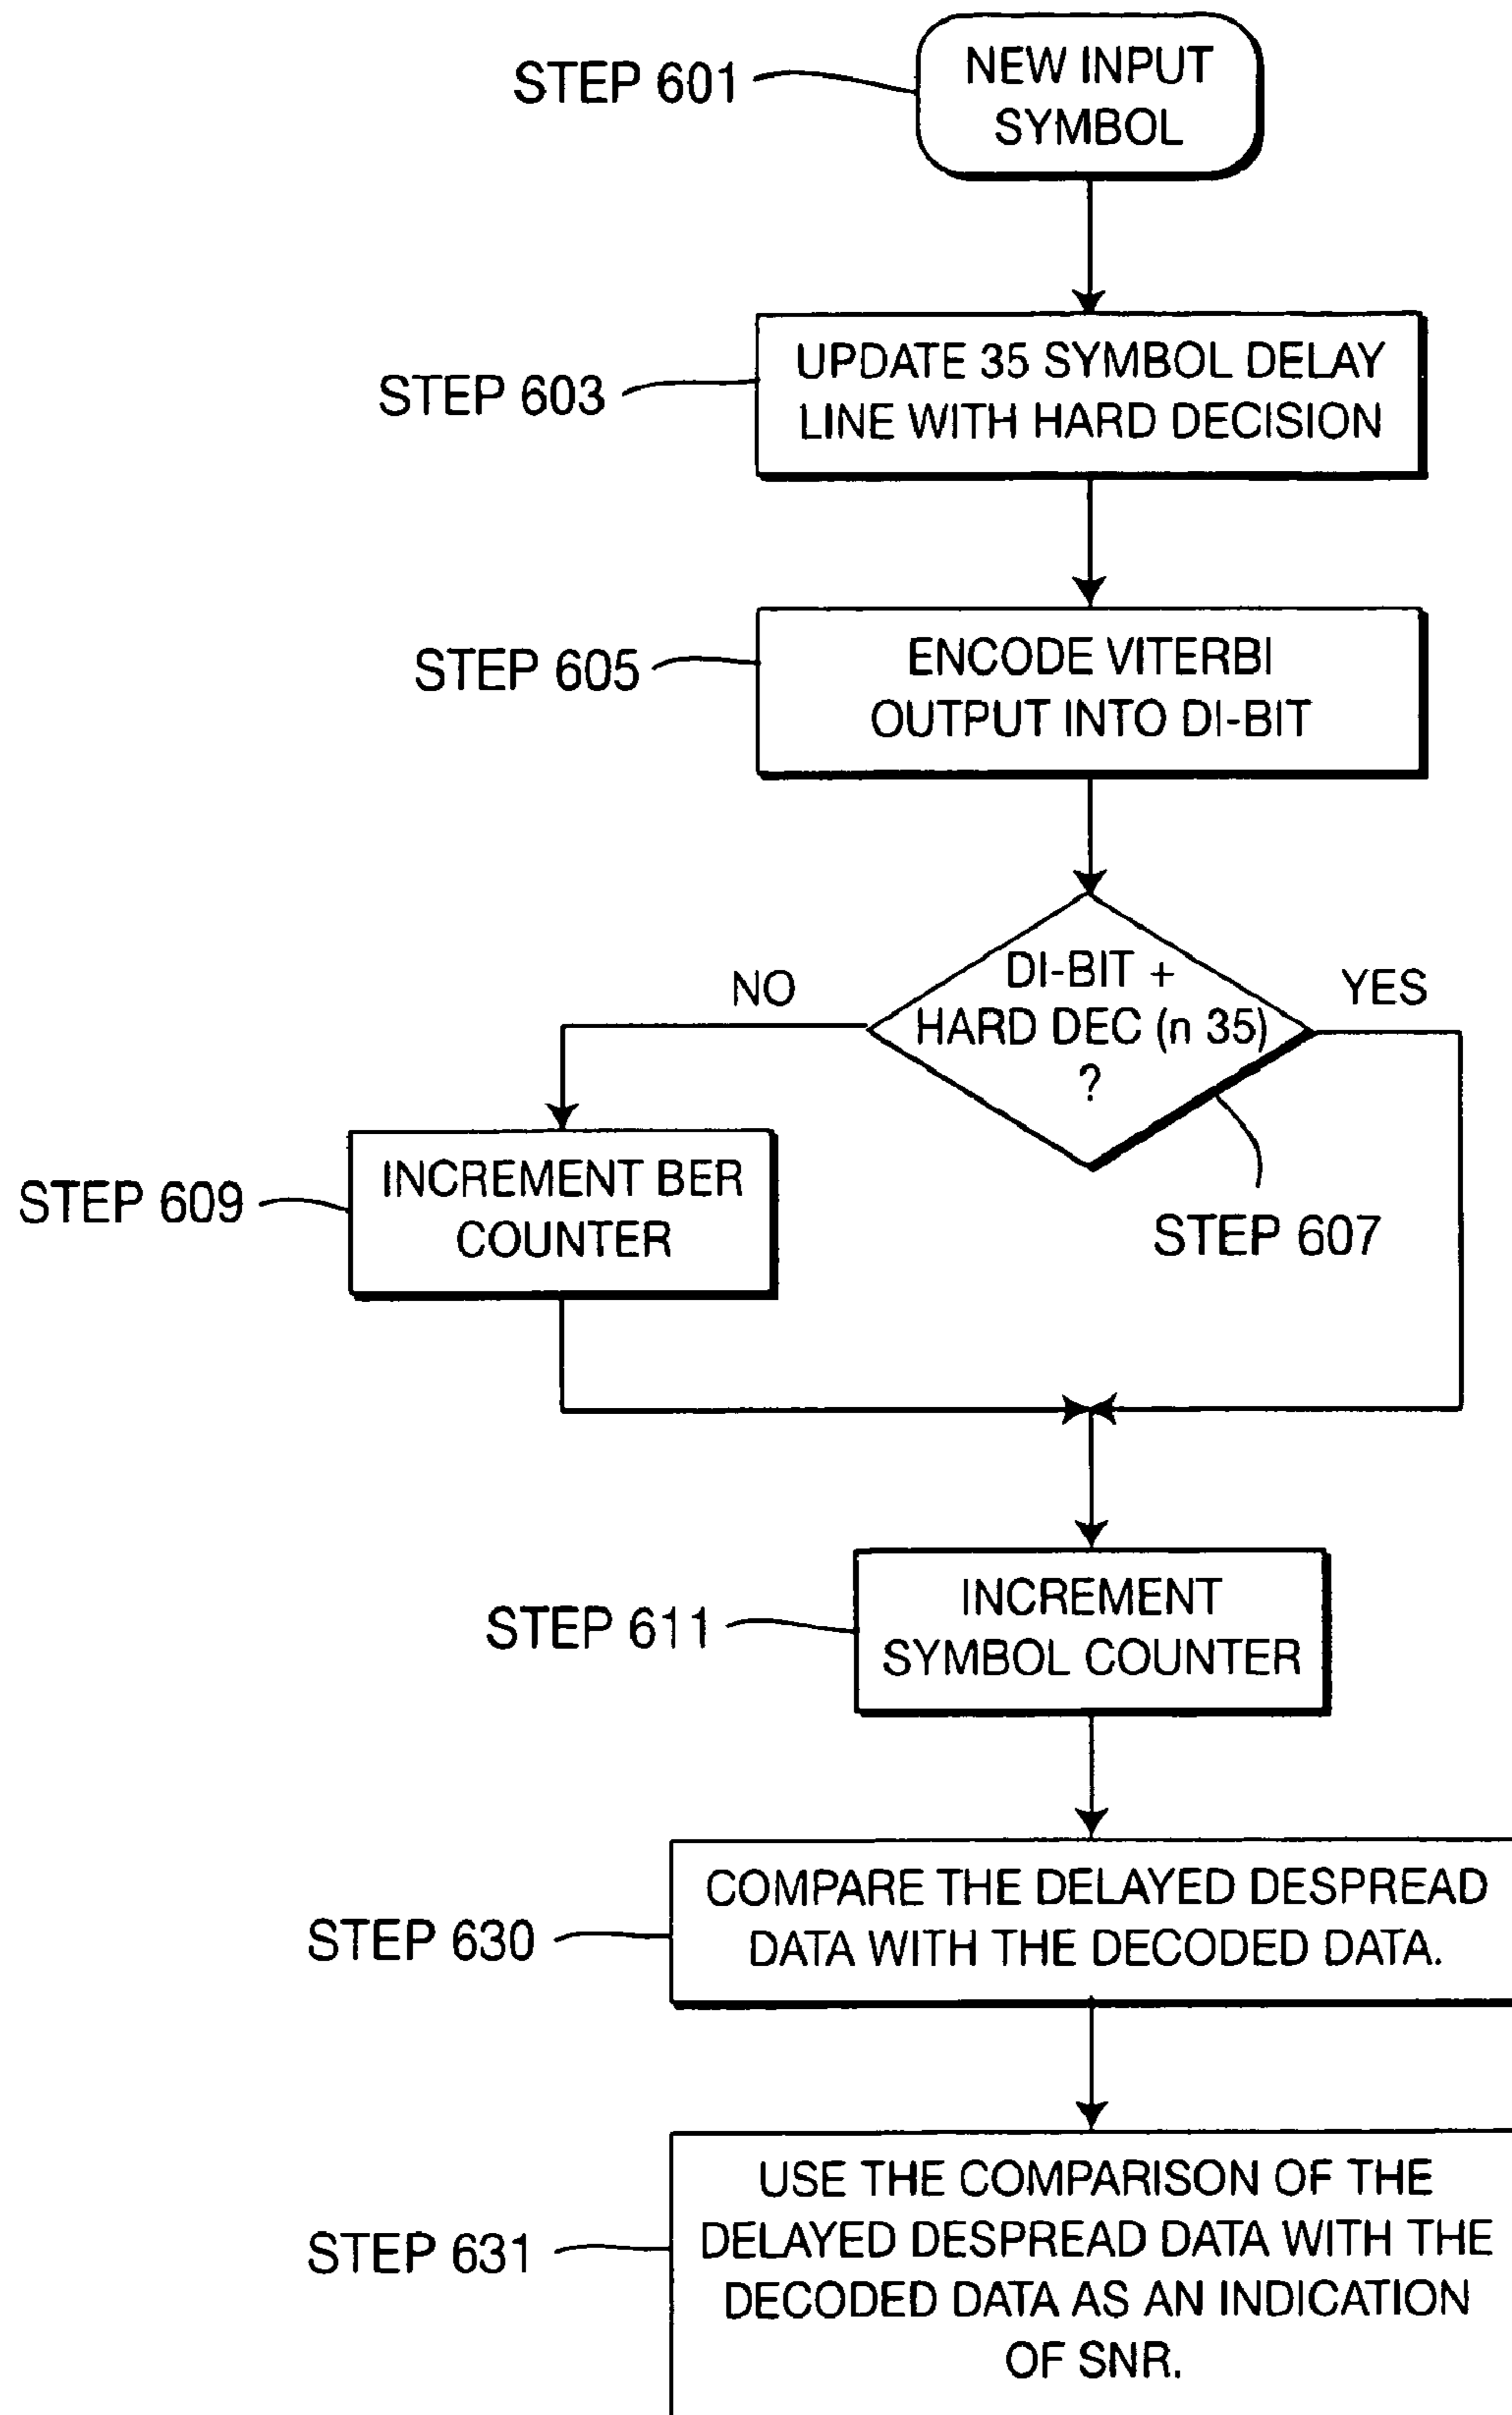 STEP 601
NEW INPUT
SYMBOL
STEP 603
UPDATE 35 SYMBOL DELAY
LINE WITH HARD DECISION
STEP 605
ENCODE VITERBI
OUTPUT INTO DI-BIT
NO
DI-BIT +
HARD DEC (n 35)
?
YES
STEP 607
STEP 609
INCREMENT BER
COUNTER
STEP 611
INCREMENT
SYMBOL COUNTER
STEP 630
COMPARE THE DELAYED DESPREAD
DATA WITH THE DECODED DATA.
STEP 631
USE THE COMPARISON OF THE
DELAYED DESPREAD DATA WITH THE
DECODED DATA AS AN INDICATION
OF SNR.